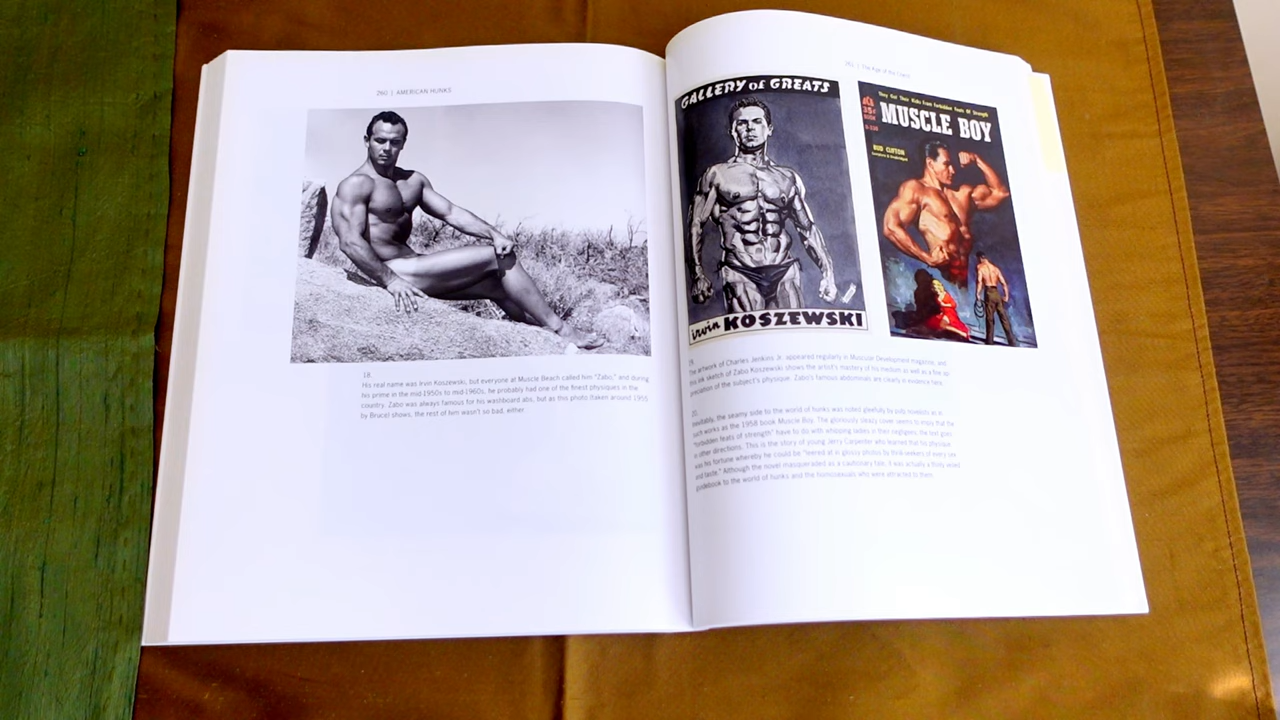 260 | AMERICAN HUNKS
18.
His real name was Irvin Koszewski, but everyone at Muscle Beach called him "Zabo," and during
his prime in the mid-1950s to mid-1960s, he probably had one of the finest physiques in the
country. Zabo was always famous for his washboard abs, but as this photo (taken around 1955
by Bruce) shows, the rest of him wasn't so bad, either.
GALLERY of GREATS
irvin KOSZEWSKI
They Put Their Males From Forbidden Feats Of Strength
35¢
MUSCLE BOY
BUD CLIFTON
The artwork of Charles Jenkins Jr. appeared regularly in Muscular Development magazine, and
this ink sketch of Zabo Koszewski shows the artist's mastery of his medium as well as a fine ap-
preciation of the subject's physique. Zabo's famous abdominals are clearly in evidence here.
20.
Inevitably, the seamy side to the world of hunks was noted gleefully by pulp novelists as in
such works as the 1958 book Muscle Boy. The gloriously sleazy cover seems to imply that the
"forbidden feats of strength" have to do with whipping ladies in their negligees; the text goes
in other directions. This is the story of young Jerry Carpenter who learned that his physique
was his fortune whereby he could be "leered at in glossy photos by thrill-seekers of every sex
and taste." Although the novel masqueraded as a cautionary tale, it was actually a thinly veiled
guidebook to the world of hunks and the homosexuals who were attracted to them.